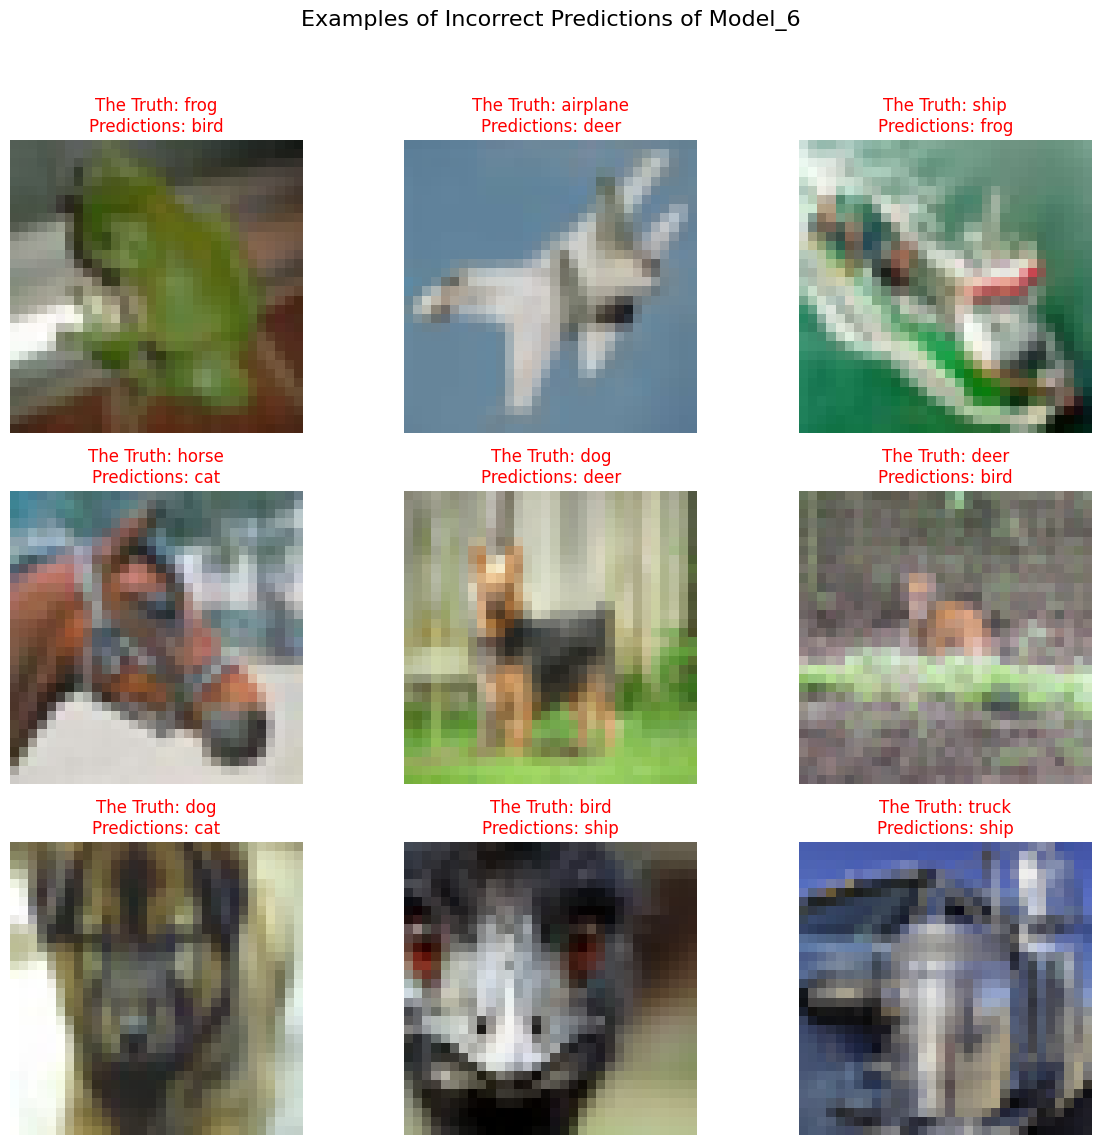 Examples of Incorrect Predictions of Model_6
The Truth: frog
Predictions: bird
The Truth: airplane
Predictions: deer
The Truth: ship
Predictions: frog
The Truth: horse
Predictions: cat
The Truth: dog
Predictions: deer
The Truth: deer
Predictions: bird
The Truth: dog
Predictions: cat
The Truth: bird
Predictions: ship
The Truth: truck
Predictions: ship